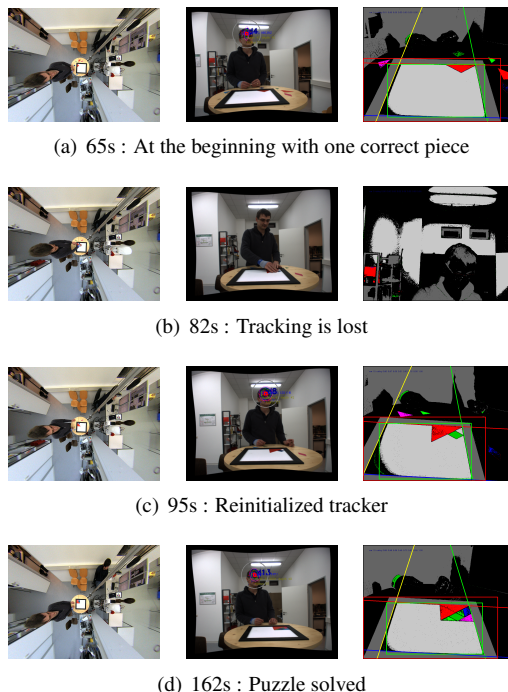 (a) 65s : At the beginning with one correct piece
(b) 82s : Tracking is lost
(c) 95s : Reinitialized tracker
(d) 162s : Puzzle solved